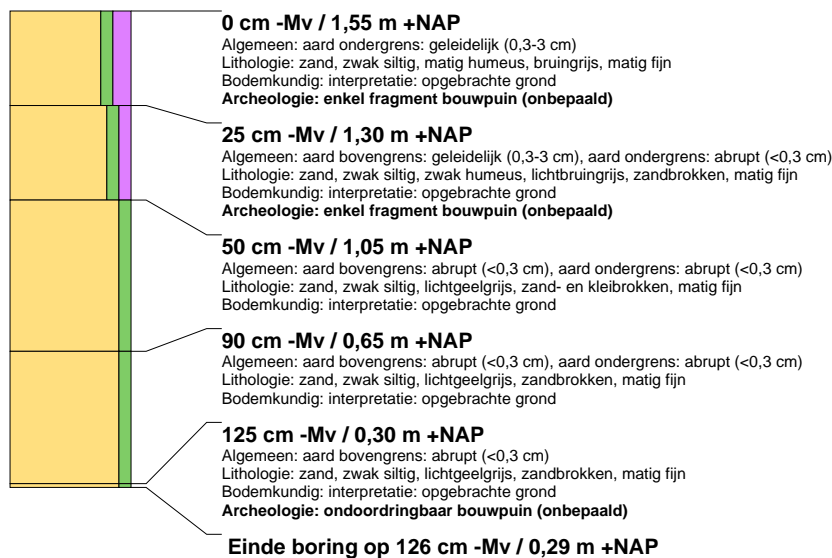 0 cm -Mv / 1,55 m +NAP
Algemeen: aard ondergrens: geleidelijk (0,3-3 cm)
Lithologie: zand, zwak siltig, matig humeus, bruingrijs, matig fijn
Bodemkundig: interpretatie: opgebrachte grond
Archeologie: enkel fragment bouwpuin (onbepaald)
25 cm -Mv / 1,30 m +NAP
Algemeen: aard bovengrens: geleidelijk (0,3-3 cm), aard ondergrens: abrupt (<0,3 cm)
Lithologie: zand, zwak siltig, zwak humeus, lichtbruingrijs, zandbrokken, matig fijn
Bodemkundig: interpretatie: opgebrachte grond
Archeologie: enkel fragment bouwpuin (onbepaald)
50 cm -Mv / 1,05 m +NAP
Algemeen: aard bovengrens: abrupt (<0,3 cm), aard ondergrens: abrupt (<0,3 cm)
Lithologie: zand, zwak siltig, lichtgeelgrijs, zand- en kleibrokken, matig fijn
Bodemkundig: interpretatie: opgebrachte grond
90 cm -Mv / 0,65 m +NAP
Algemeen: aard bovengrens: abrupt (<0,3 cm), aard ondergrens: abrupt (<0,3 cm)
Lithologie: zand, zwak siltig, lichtgeelgrijs, zandbrokken, matig fijn
Bodemkundig: interpretatie: opgebrachte grond
125 cm -Mv / 0,30 m +NAP
Algemeen: aard bovengrens: abrupt (<0,3 cm)
Lithologie: zand, zwak siltig, lichtgeelgrijs, zandbrokken, matig fijn
Bodemkundig: interpretatie: opgebrachte grond
Archeologie: ondoordringbaar bouwpuin (onbepaald)
Einde boring op 126 cm -Mv / 0,29 m +NAP